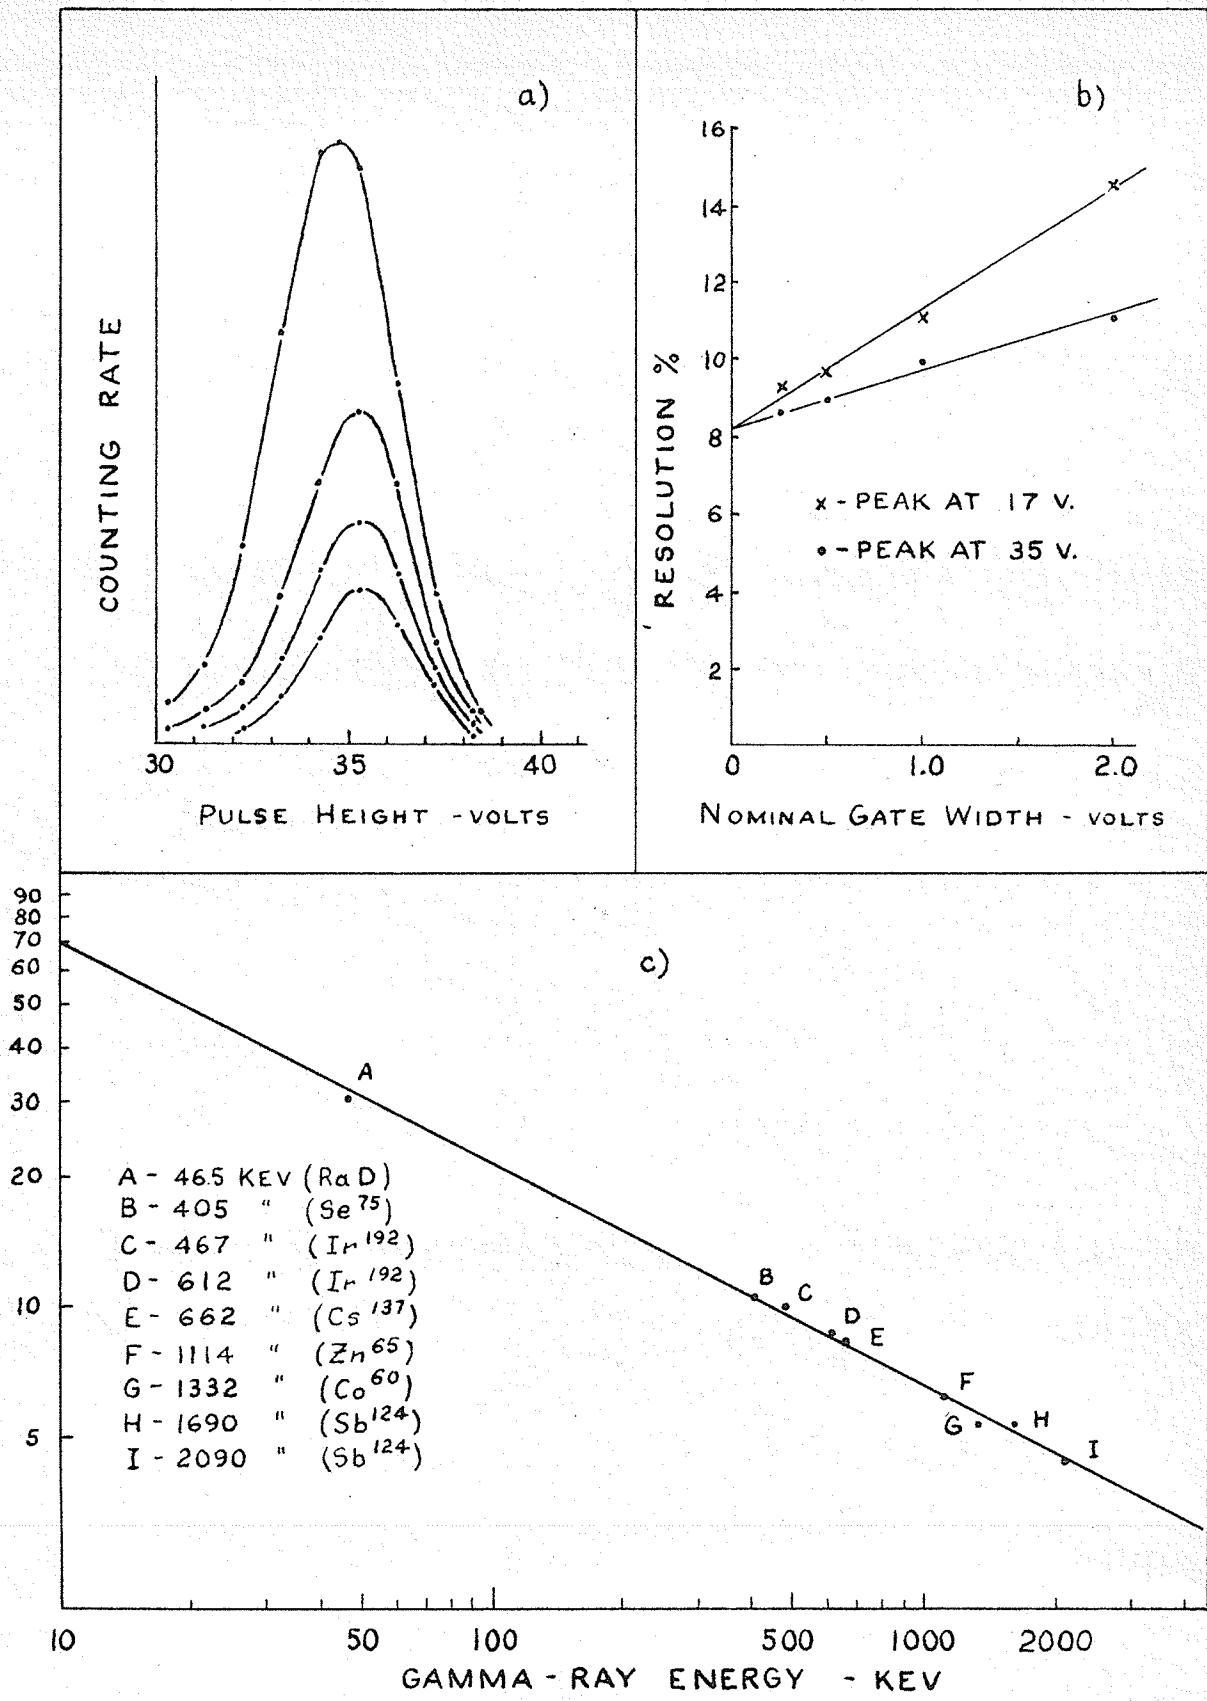 a)
COUNTING RATE
30 35 40
PULSE HEIGHT - VOLTS
b)
16
14
12
10
8
6
4
2
RESOLUTION %
x - PEAK AT 17 V.
• - PEAK AT 35 V.
0 1.0 2.0
NOMINAL GATE WIDTH - VOLTS
c)
90
80
70
60
50
40
30
20
10
5
A
B
C
D
E
F
G
H
I
A - 46.5 KEV (RaD)
B - 405 " (Se75)
C - 467 " (Ir192)
D - 612 " (Ir192)
E - 662 " (Cs137)
F - 1114 " (Zn65)
G - 1332 " (Co60)
H - 1690 " (Sb124)
I - 2090 " (Sb124)
10 50 100 500 1000 2000
GAMMA - RAY ENERGY - KEV